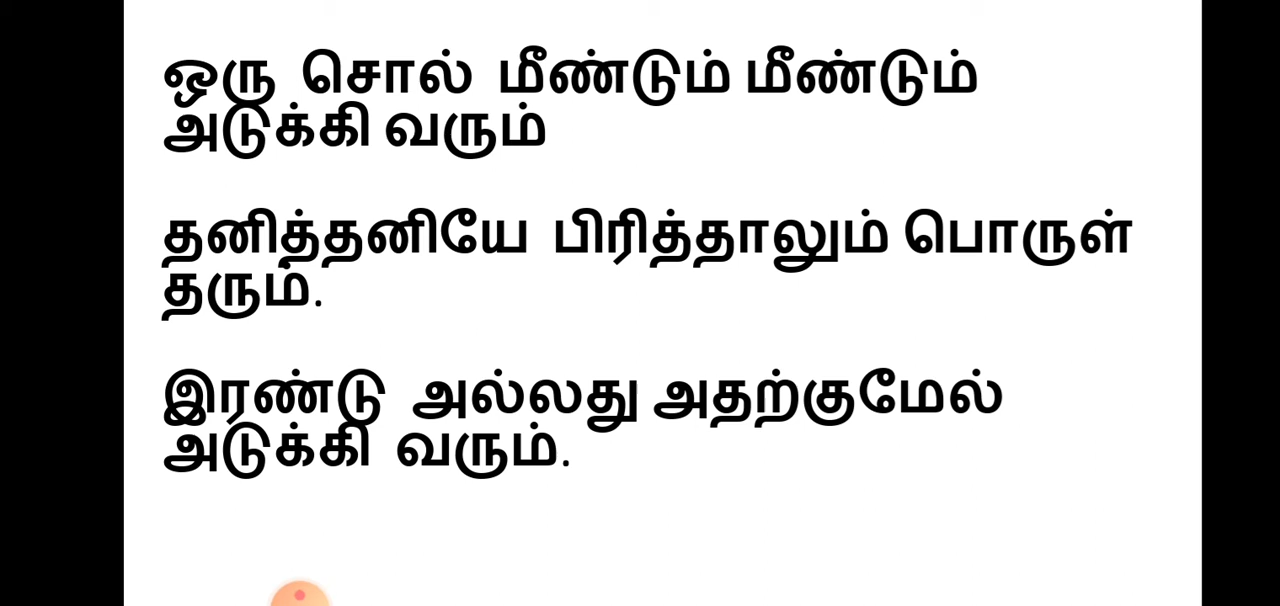 ஒரு சொல் மீண்டும் மீண்டும்
அடுக்கி வரும்
தனித்தனியே பிரித்தாலும் பொருள்
தரும்.
இரண்டு அல்லது அதற்குமேல்
அடுக்கி வரும்.